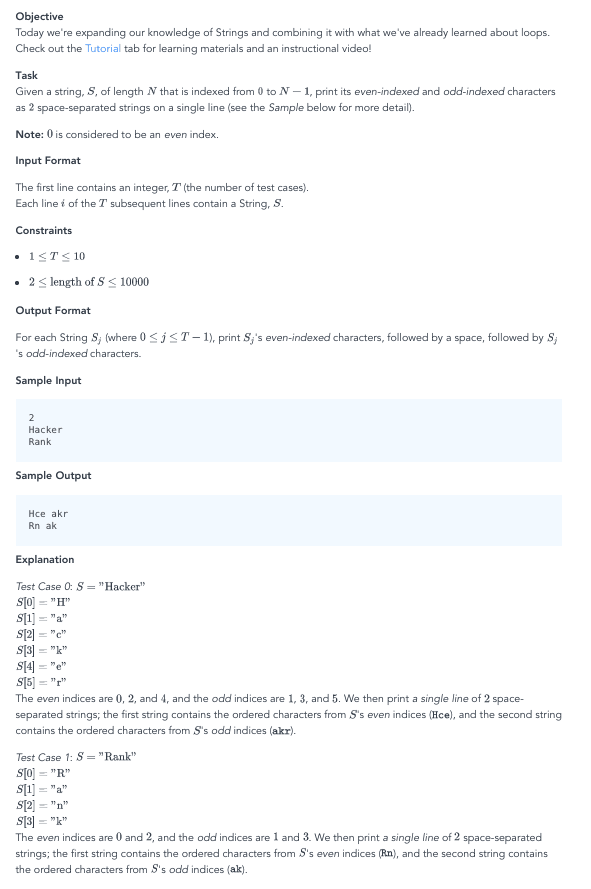 Objective
Today we're expanding our knowledge of Strings and combining it with what we've already learned about loops.
Check out the Tutorial tab for learning materials and an instructional video!
Task
Given a string, S, of length N that is indexed from 0 to N − 1, print its even-indexed and odd-indexed characters
as 2 space-separated strings on a single line (see the Sample below for more detail).
Note: 0 is considered to be an even index.
Input Format
The first line contains an integer, T (the number of test cases).
Each line i of the T subsequent lines contain a String, S.
Constraints
• 1 ≤ T ≤ 10
• 2 ≤ length of S ≤ 10000
Output Format
For each String Sj (where 0 ≤ j ≤ T − 1), print Sj's even-indexed characters, followed by a space, followed by Sj
's odd-indexed characters.
Sample Input
2
Hacker
Rank
Sample Output
Hce akr
Rn ak
Explanation
Test Case 0: S = "Hacker"
S[0] = "H"
S[1] = "a"
S[2] = "c"
S[3] = "k"
S[4] = "e"
S[5] = "r"
The even indices are 0, 2, and 4, and the odd indices are 1, 3, and 5. We then print a single line of 2 space-
separated strings; the first string contains the ordered characters from S's even indices (Hce), and the second string
contains the ordered characters from S's odd indices (akr).
Test Case 1: S = "Rank"
S[0] = "R"
S[1] = "a"
S[2] = "n"
S[3] = "k"
The even indices are 0 and 2, and the odd indices are 1 and 3. We then print a single line of 2 space-separated
strings; the first string contains the ordered characters from S's even indices (Rn), and the second string contains
the ordered characters from S's odd indices (ak).